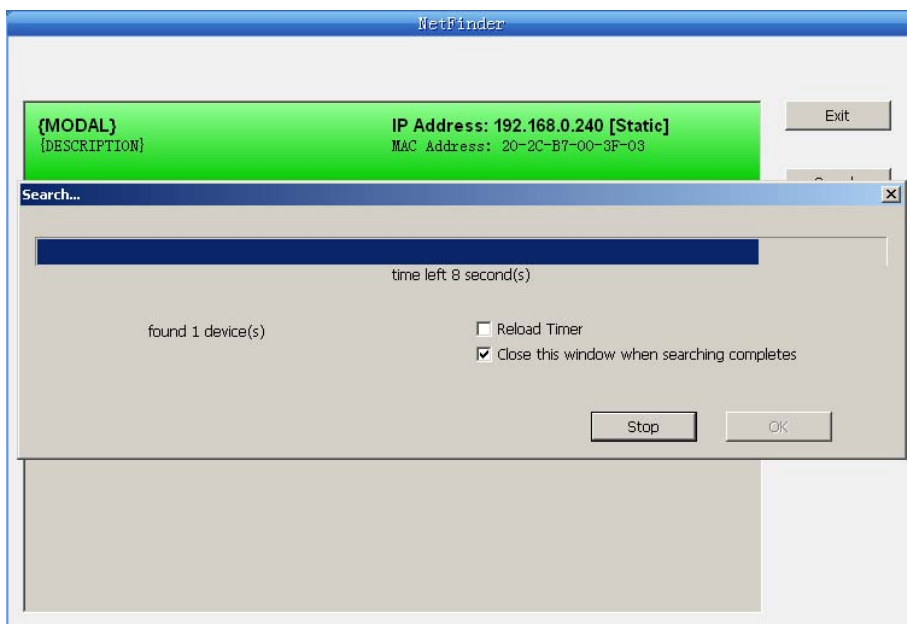 NetFinder
{MODAL}
{DESCRIPTION}
IP Address: 192.168.0.240 [Static]
MAC Address: 20-2C-B7-00-3F-03
Exit
Search...
time left 8 second(s)
found 1 device(s)
Reload Timer
Close this window when searching completes
Stop
OK